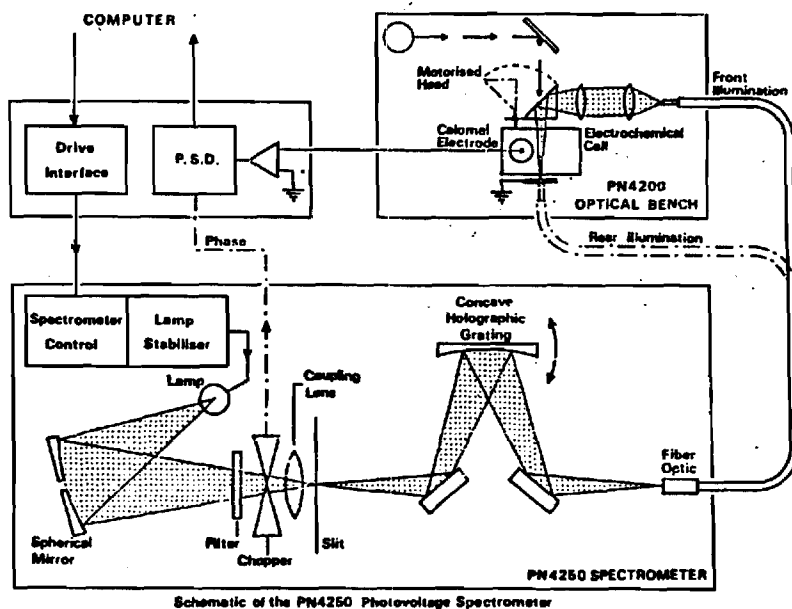 COMPUTER
Drive
Interface
P.S.D.
Phase
Motorised
Head
Calomel
Electrode
Electrochemical
Cell
PN4200
OPTICAL BENCH
Front
Illumination
Rear Illumination
Spectrometer
Control
Lamp
Stabiliser
Lamp
Coupling
Lens
Concave
Holographic
Grating
Fiber
Optic
Spherical
Mirror
Filter
Chopper
Slit
PN4250 SPECTROMETER
Schematic of the PN4250 Photovoltage Spectrometer